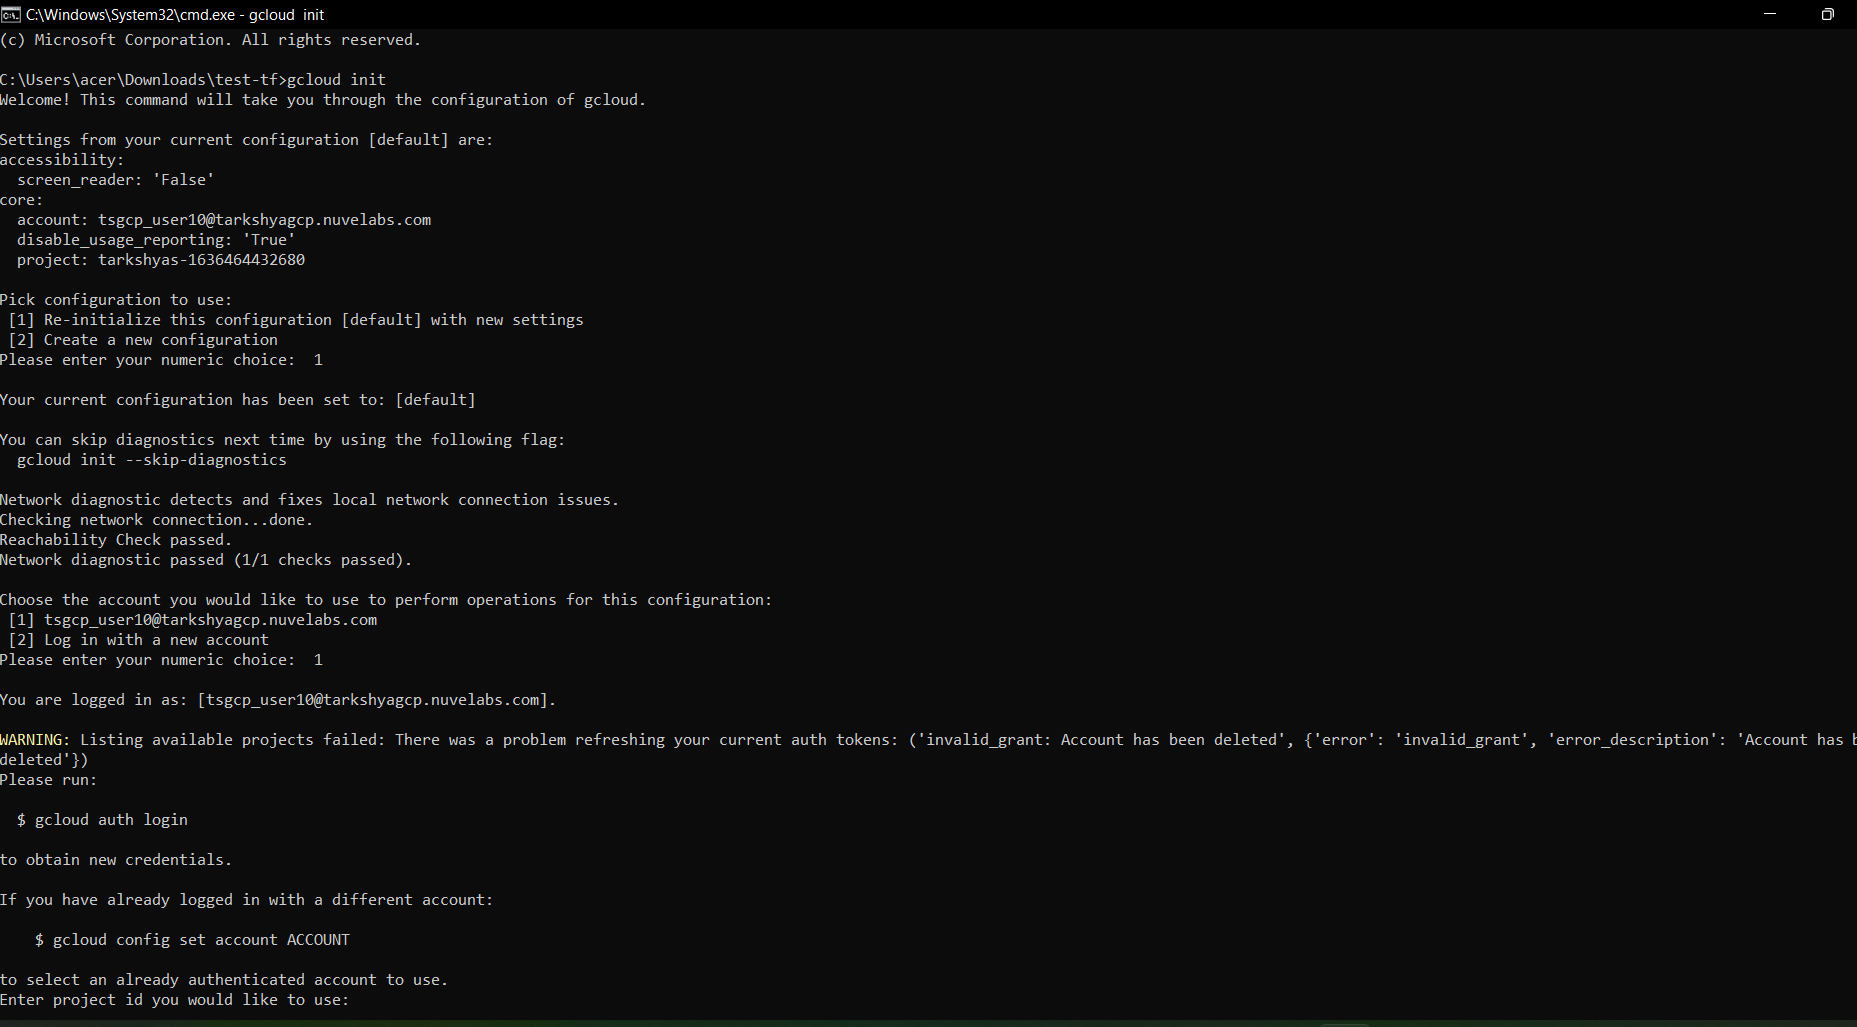 C:\Windows\System32\cmd.exe - gcloud  init
(c) Microsoft Corporation. All rights reserved.
C:\Users\acer\Downloads\test-tf>gcloud init
Welcome! This command will take you through the configuration of gcloud.
Settings from your current configuration [default] are:
accessibility:
  screen_reader: 'False'
core:
  account: tsgcp_user10@tarkshyagcp.nuvelabs.com
  disable_usage_reporting: 'True'
  project: tarkshyas-1636464432680
Pick configuration to use:
 [1] Re-initialize this configuration [default] with new settings
 [2] Create a new configuration
Please enter your numeric choice:  1
Your current configuration has been set to: [default]
You can skip diagnostics next time by using the following flag:
  gcloud init --skip-diagnostics
Network diagnostic detects and fixes local network connection issues.
Checking network connection...done.
Reachability Check passed.
Network diagnostic passed (1/1 checks passed).
Choose the account you would like to use to perform operations for this configuration:
 [1] tsgcp_user10@tarkshyagcp.nuvelabs.com
 [2] Log in with a new account
Please enter your numeric choice:  1
You are logged in as: [tsgcp_user10@tarkshyagcp.nuvelabs.com].
WARNING: Listing available projects failed: There was a problem refreshing your current auth tokens: ('invalid_grant: Account has been deleted', {'error': 'invalid_grant', 'error_description': 'Account has
deleted'})
Please run:
  $ gcloud auth login
to obtain new credentials.
If you have already logged in with a different account:
    $ gcloud config set account ACCOUNT
to select an already authenticated account to use.
Enter project id you would like to use: